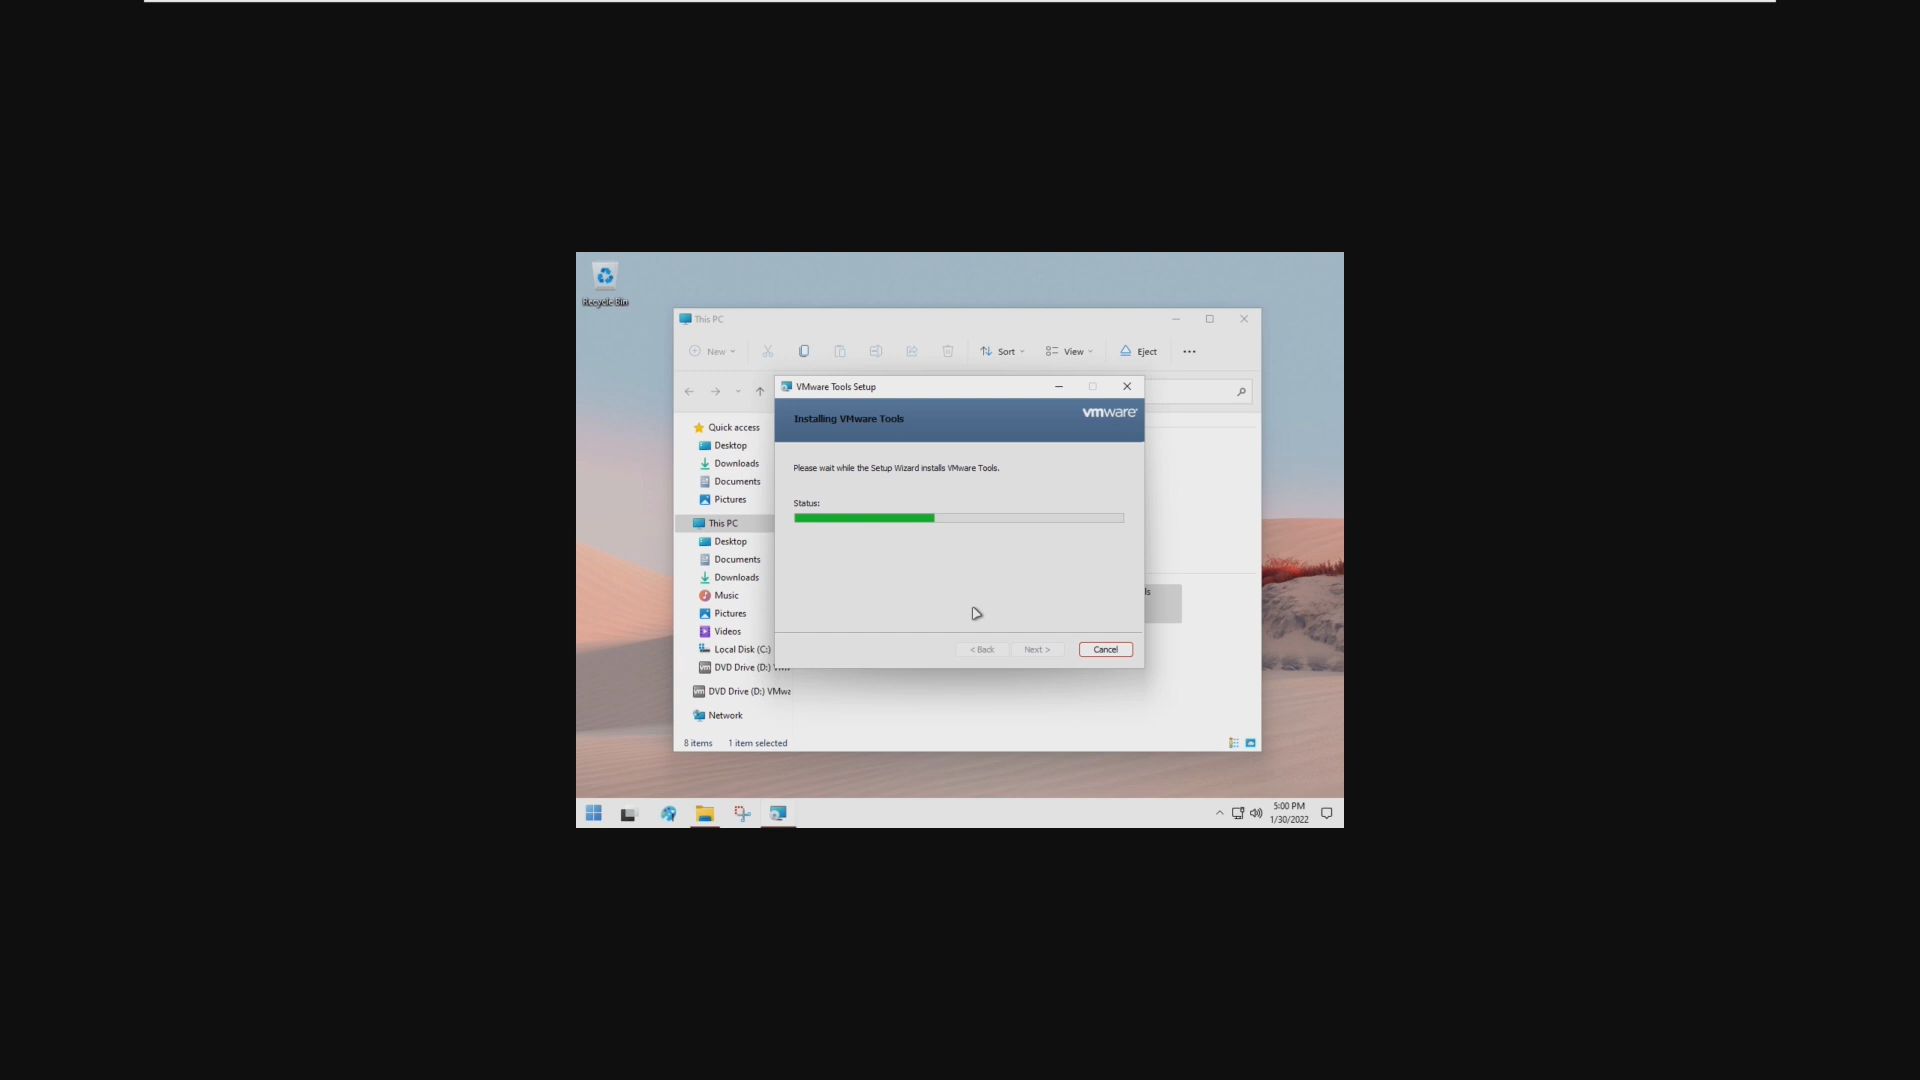 Recycle Bin
This PC
New
Sort
View
Eject
VMware Tools Setup
Installing VMware Tools
vmware
Please wait while the Setup Wizard installs VMware Tools.
Status:
< Back
Next >
Cancel
Quick access
Desktop
Downloads
Documents
Pictures
This PC
Desktop
Documents
Downloads
Music
Pictures
Videos
Local Disk (C:)
DVD Drive (D:)
DVD Drive (D:) VMwa
Network
8 items 1 item selected
5:00 PM
1/30/2022